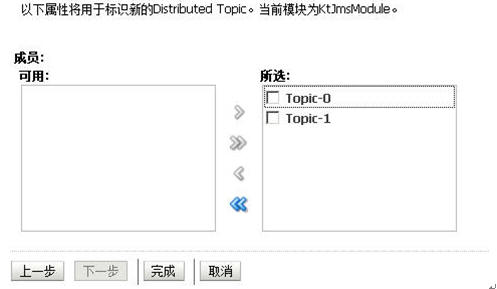 以下属性将用于标识新的Distributed Topic。当前模块为KtJmsModule。
成员:
可用:
所选:
Topic-0
Topic-1
上一步 下一步 完成 取消